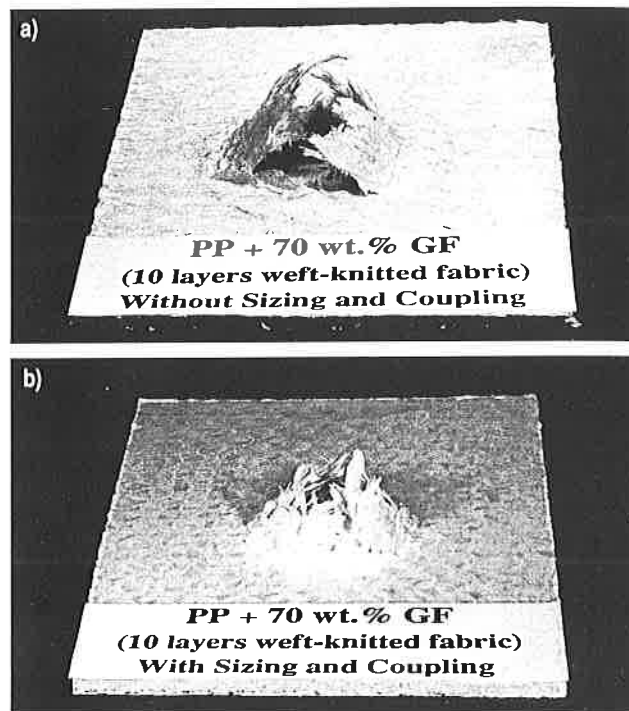 a)
PP + 70 wt.% GF
(10 layers weft-knitted fabric)
Without Sizing and Coupling
b)
PP + 70 wt.% GF
(10 layers weft-knitted fabric)
With Sizing and Coupling